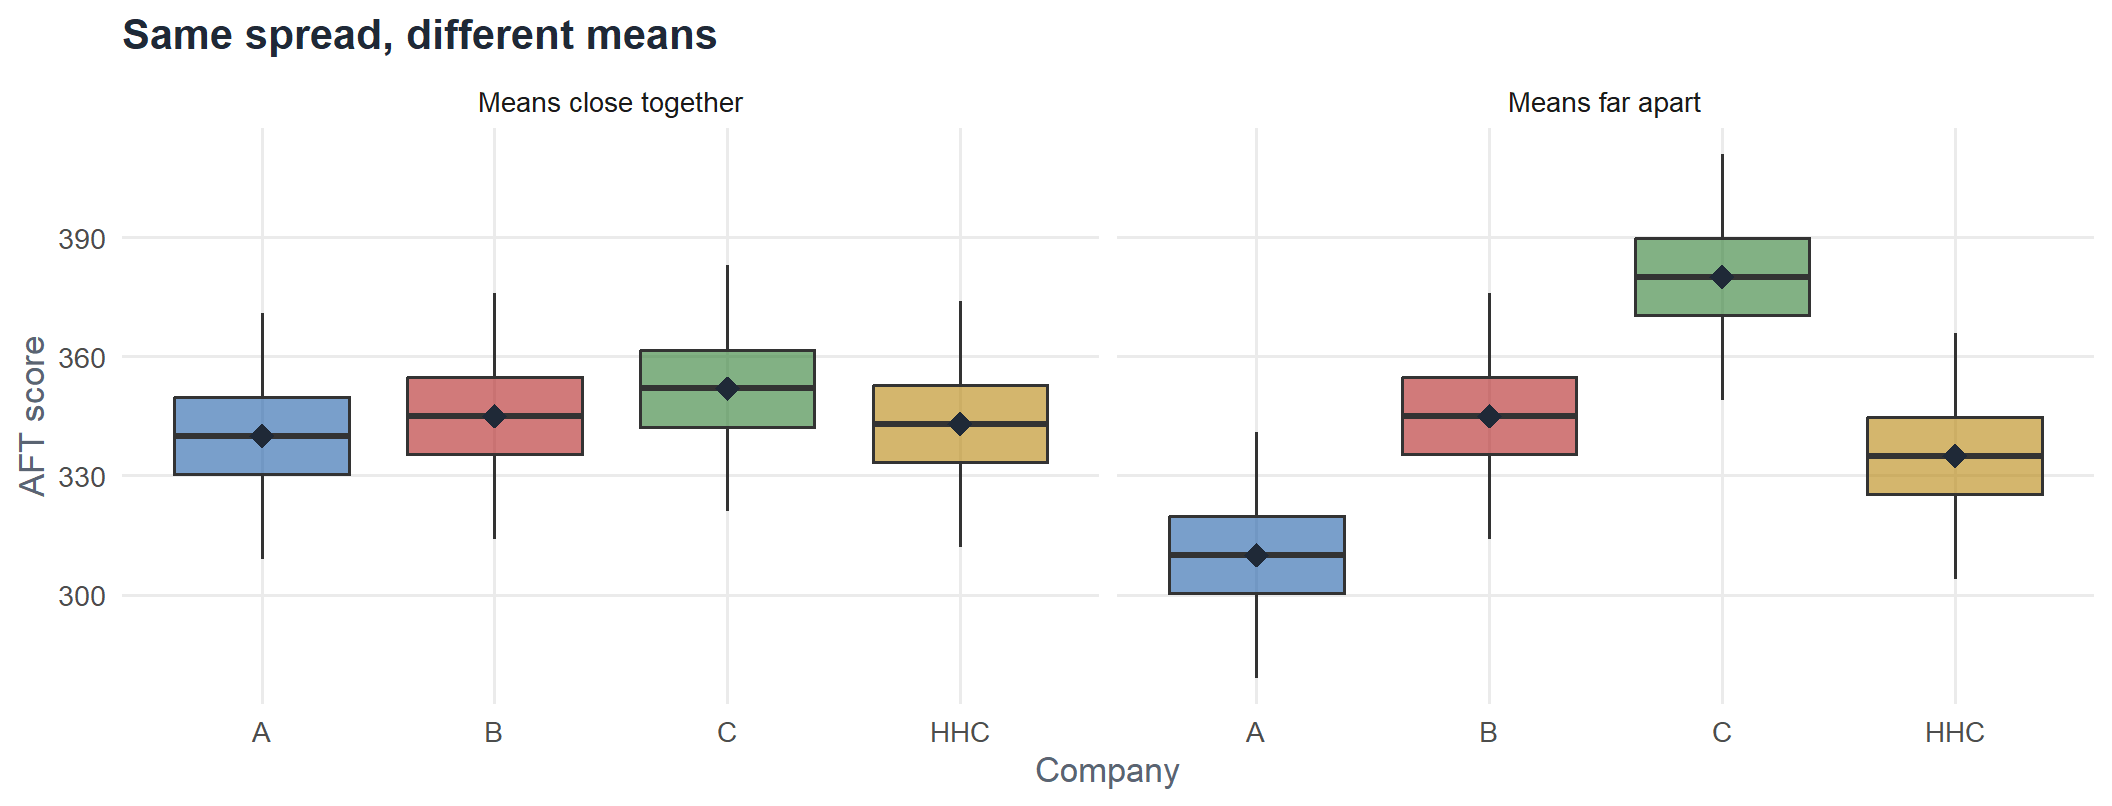 Same spread, different means
Means close together
Means far apart
AFT score
390
360
330
300
A B C HHC
A B C HHC
Company